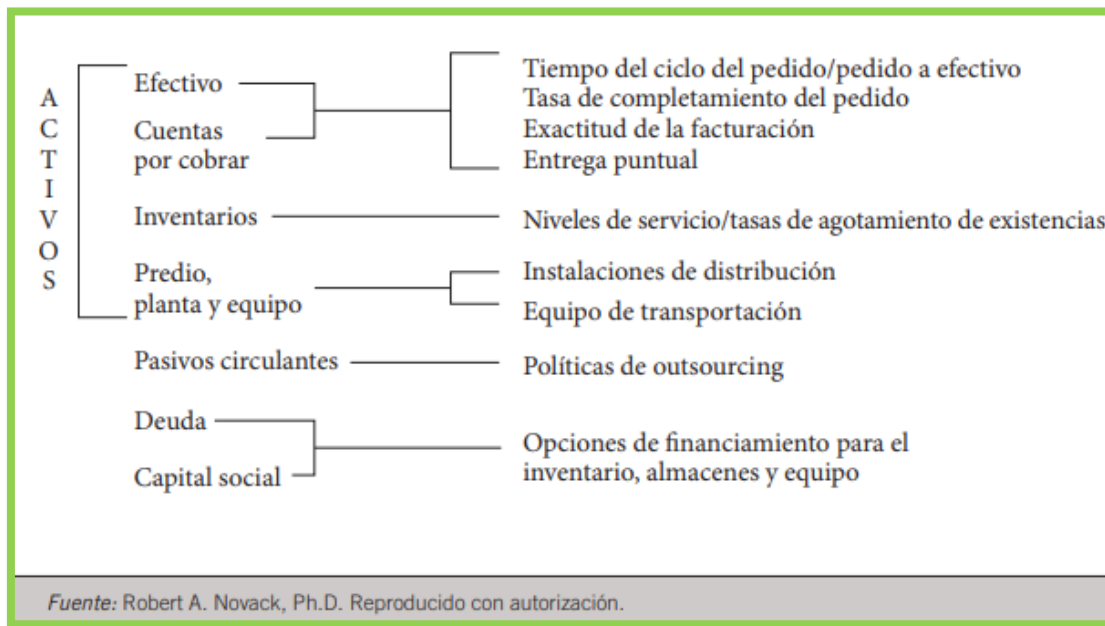 ACTIVOS
Efectivo
Cuentas
por cobrar
Tiempo del ciclo del pedido/pedido a efectivo
Tasa de completamiento del pedido
Exactitud de la facturación
Entrega puntual
Inventarios
Niveles de servicio/tasas de agotamiento de existencias
Predio,
planta y equipo
Instalaciones de distribución
Equipo de transportación
Pasivos circulantes
Políticas de outsourcing
Deuda
Capital social
Opciones de financiamiento para el
inventario, almacenes y equipo
Fuente: Robert A. Novack, Ph.D. Reproducido con autorización.